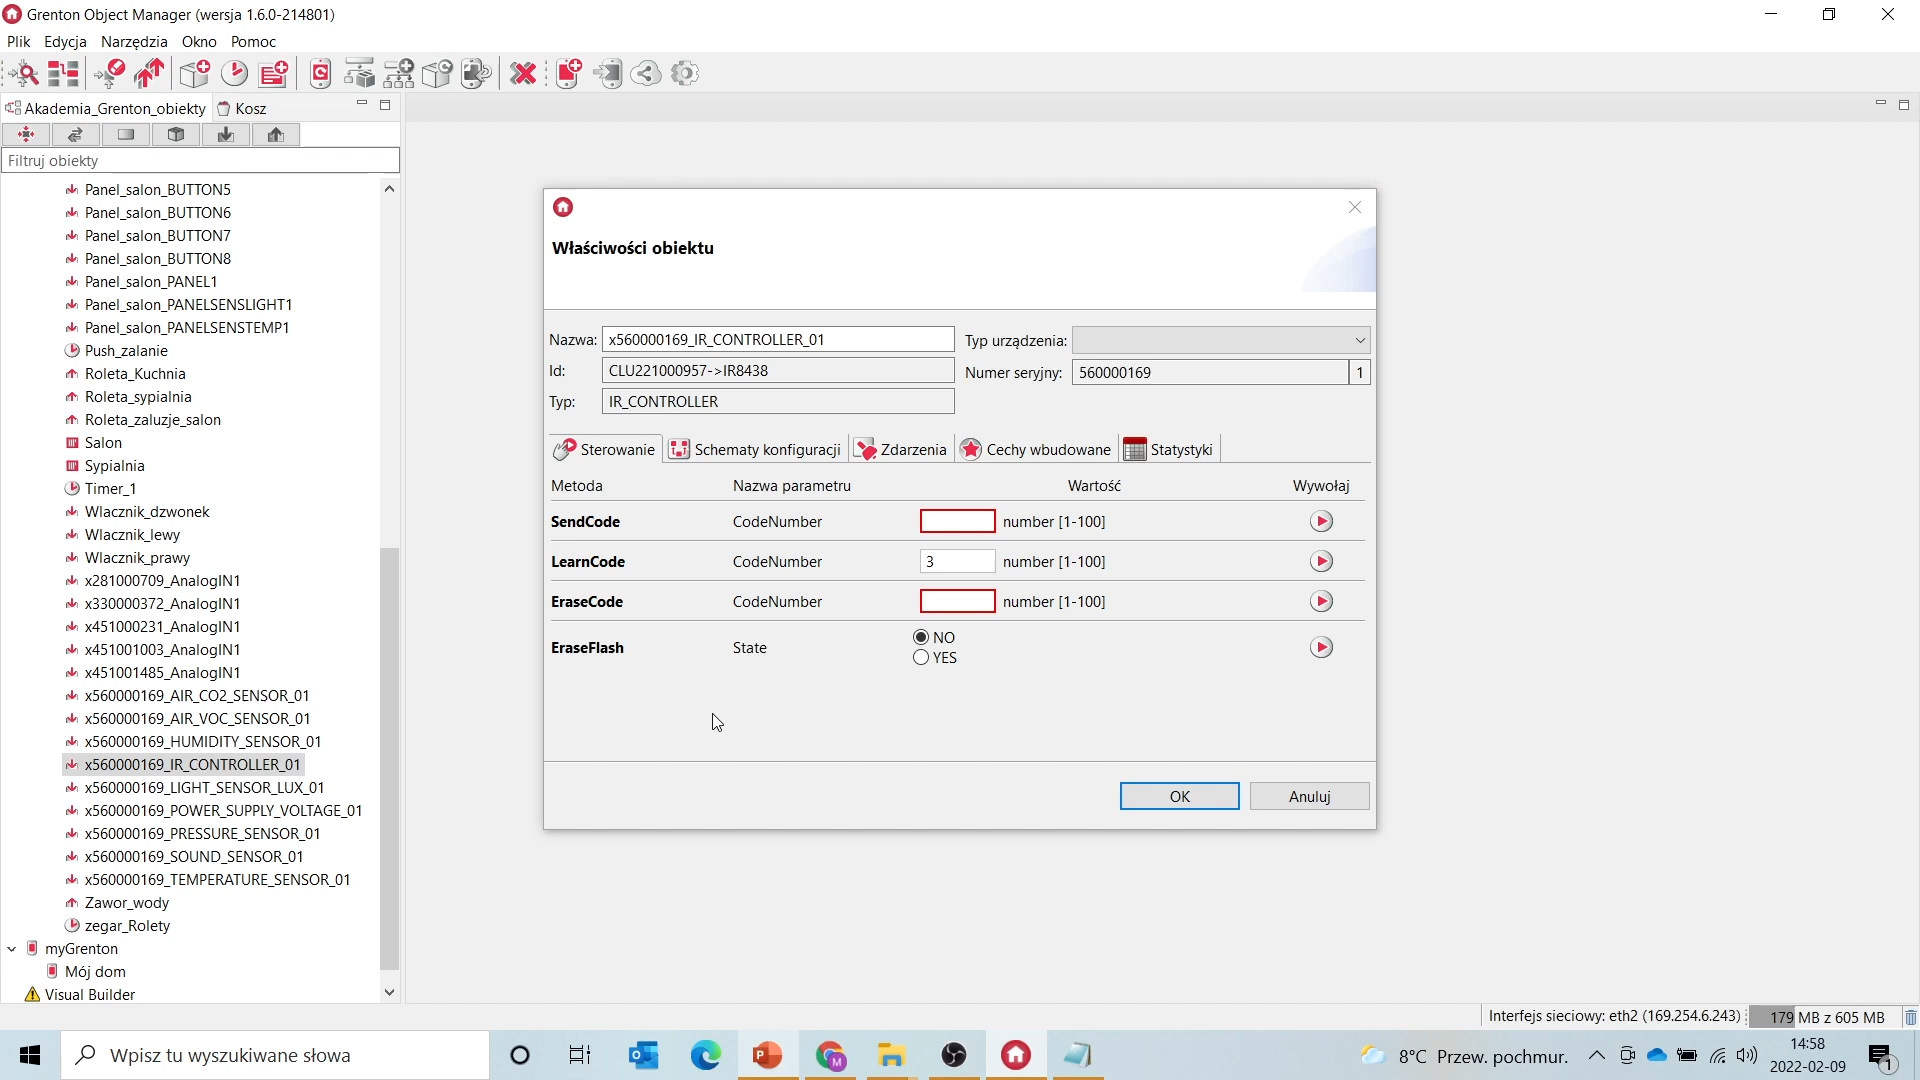 Grenton Object Manager (wersja 1.6.0-214801)
Plik Edycja Narzędzia Okno Pomoc
Akademia_Grenton_obiekty Kosz
Filtruj obiekty
Panel_salon_BUTTON5
Panel_salon_BUTTON6
Panel_salon_BUTTON7
Panel_salon_BUTTON8
Panel_salon_PANEL1
Panel_salon_PANELSENSLIGHT1
Panel_salon_PANELSENSTEMP1
Push_zalanie
Roleta_Kuchnia
Roleta_sypialnia
Roleta_zaluzje_salon
Salon
Sypialnia
Timer_1
Wlacznik_dzwonek
Wlacznik_lewy
Wlacznik_prawy
x281000709_AnalogIN1
x330000372_AnalogIN1
x451000231_AnalogIN1
x451001003_AnalogIN1
x451001485_AnalogIN1
x560000169_AIR_CO2_SENSOR_01
x560000169_AIR_VOC_SENSOR_01
x560000169_HUMIDITY_SENSOR_01
x560000169_IR_CONTROLLER_01
x560000169_LIGHT_SENSOR_LUX_01
x560000169_POWER_SUPPLY_VOLTAGE_01
x560000169_PRESSURE_SENSOR_01
x560000169_SOUND_SENSOR_01
x560000169_TEMPERATURE_SENSOR_01
Zawor_wody
zegar_Rolety
myGrenton
Mój dom
Visual Builder
Właściwości obiektu
Nazwa: x560000169_IR_CONTROLLER_01 Typ urządzenia:
Id: CLU221000957->IR8438 Numer seryjny: 560000169 1
Typ: IR_CONTROLLER
Sterowanie Schematy konfiguracji Zdarzenia Cechy wbudowane Statystyki
Metoda Nazwa parametru Wartość Wywołaj
SendCode CodeNumber number [1-100]
LearnCode CodeNumber 3 number [1-100]
EraseCode CodeNumber number [1-100]
EraseFlash State NO
YES
OK Anuluj
Interfejs sieciowy: eth2 (169.254.6.243) 179 MB z 605 MB
Wpisz tu wyszukiwane słowa 8°C Przew. pochmur. 14:58
2022-02-09 1